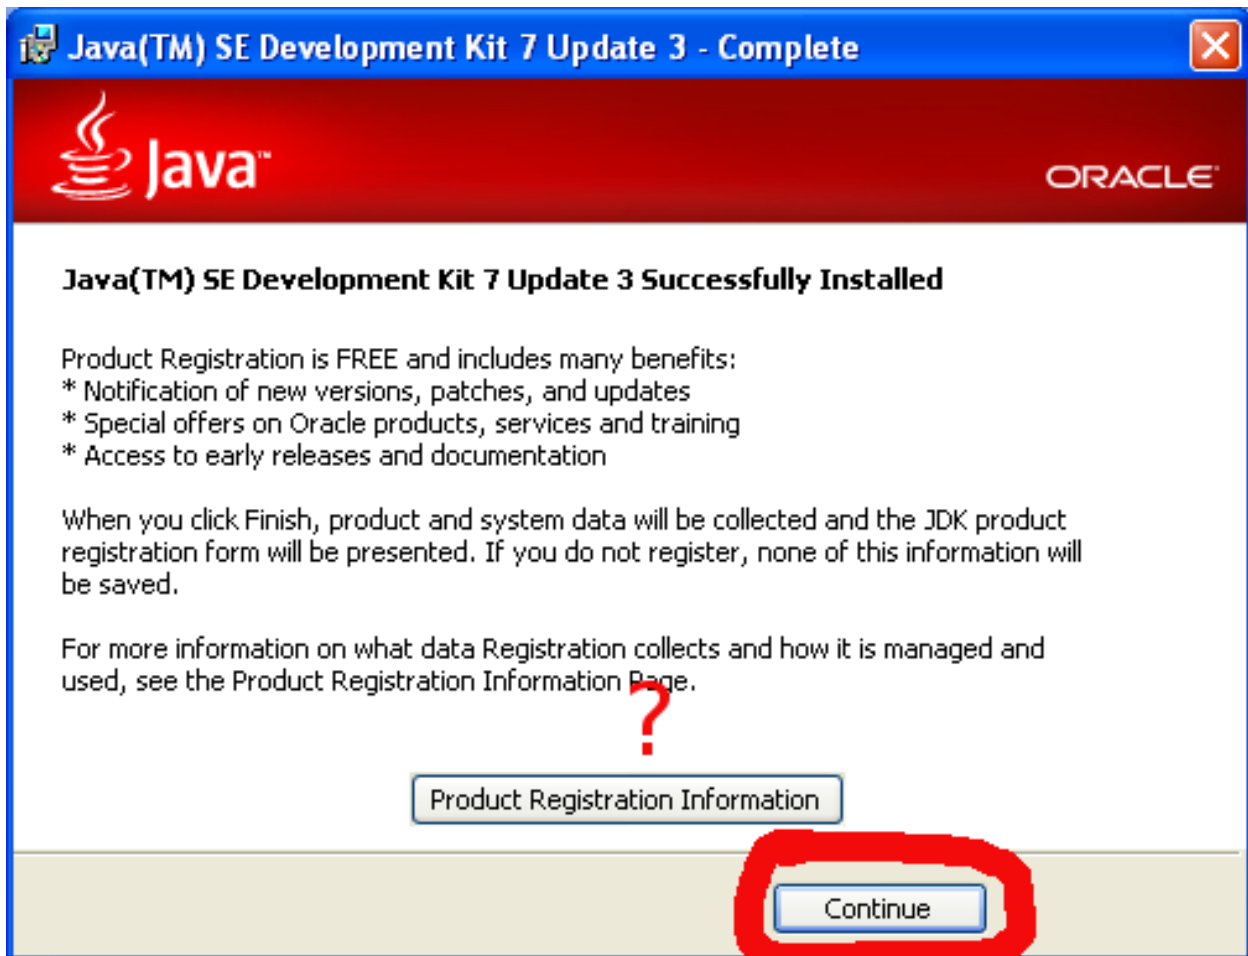 Java(TM) SE Development Kit 7 Update 3 - Complete
Java™
ORACLE®
Java(TM) SE Development Kit 7 Update 3 Successfully Installed
Product Registration is FREE and includes many benefits:
* Notification of new versions, patches, and updates
* Special offers on Oracle products, services and training
* Access to early releases and documentation
When you click Finish, product and system data will be collected and the JDK product
registration form will be presented. If you do not register, none of this information will
be saved.
For more information on what data Registration collects and how it is managed and
used, see the Product Registration Information Page.
?
Product Registration Information
Continue